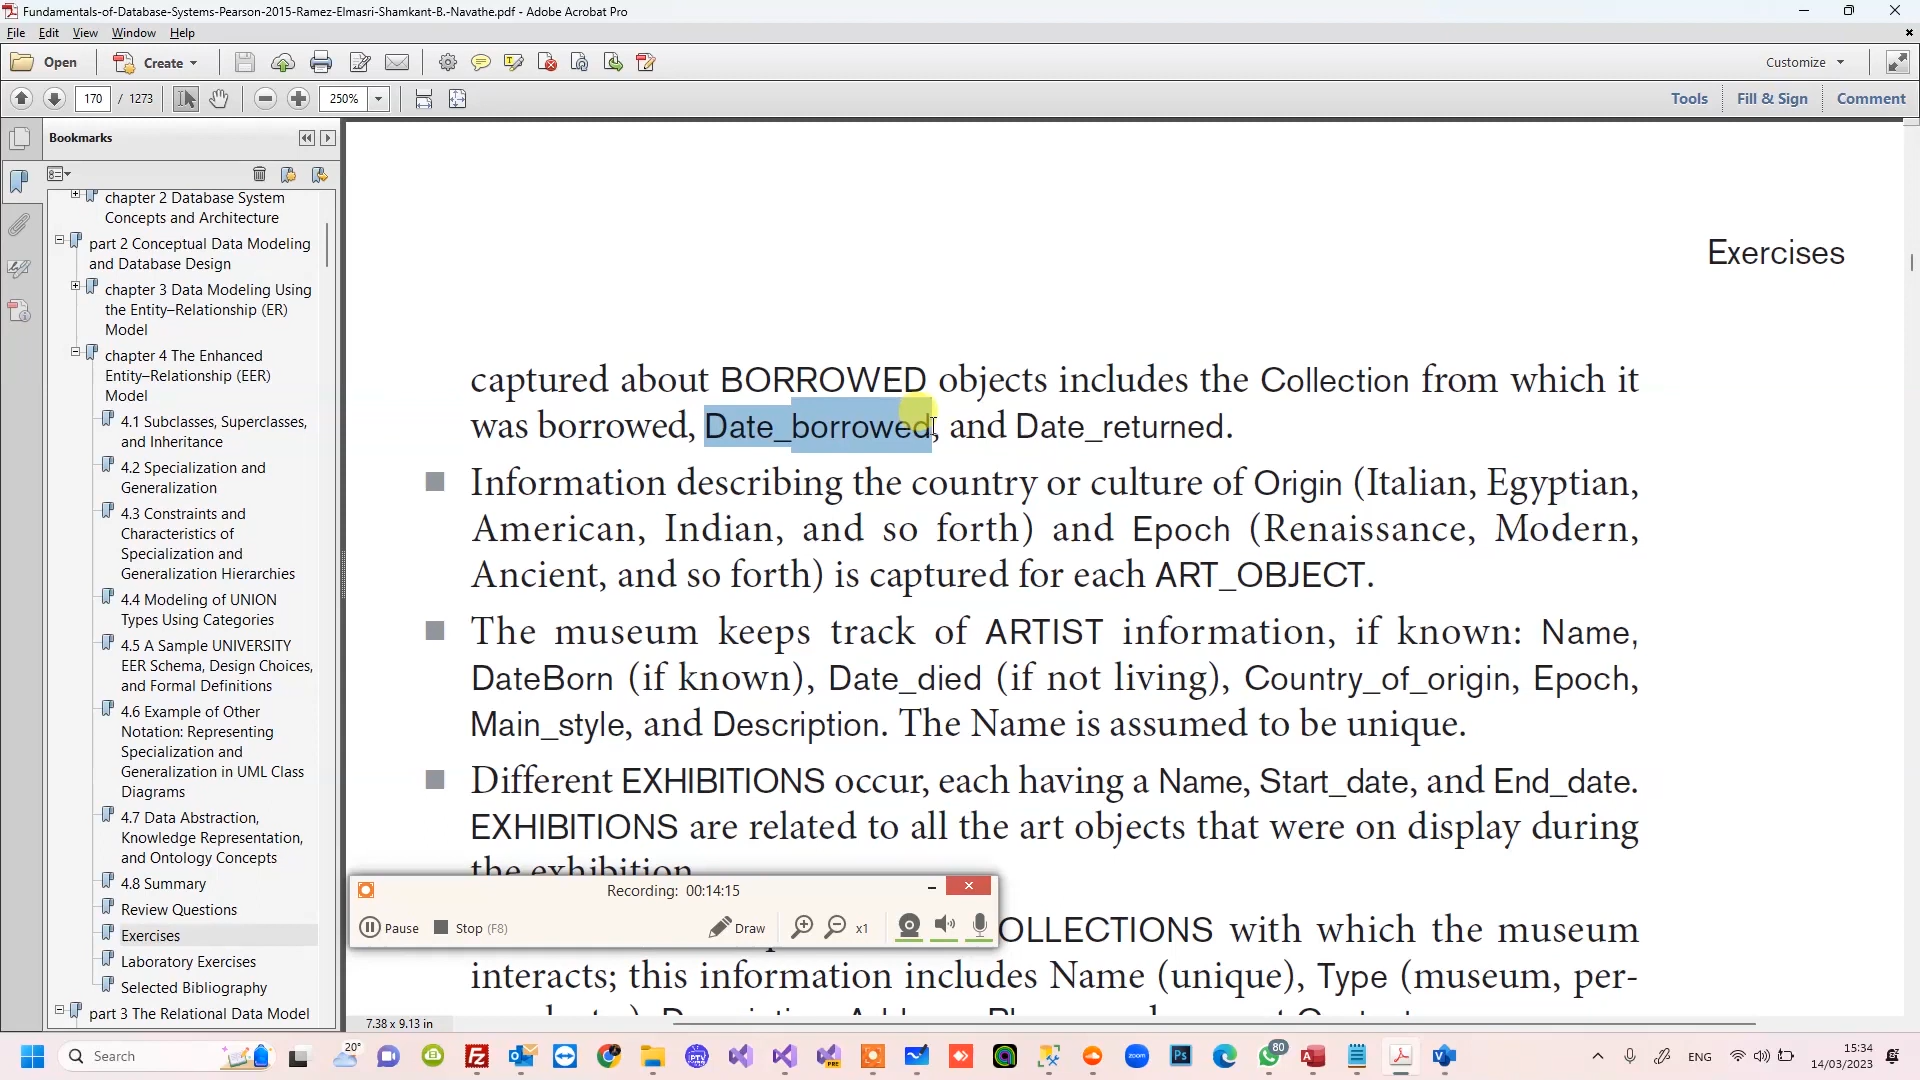 Fundamentals-of-Database-Systems-Pearson-2015-Ramez-Elmasri-Shamkant-B.-Navathe.pdf - Adobe Acrobat Pro
File Edit View Window Help
Open Create Customize
170 / 1273 250% Tools Fill & Sign Comment
Bookmarks
chapter 2 Database System
Concepts and Architecture
part 2 Conceptual Data Modeling
and Database Design
chapter 3 Data Modeling Using
the Entity–Relationship (ER)
Model
chapter 4 The Enhanced
Entity–Relationship (EER)
Model
4.1 Subclasses, Superclasses,
and Inheritance
4.2 Specialization and
Generalization
4.3 Constraints and
Characteristics of
Specialization and
Generalization Hierarchies
4.4 Modeling of UNION
Types Using Categories
4.5 A Sample UNIVERSITY
EER Schema, Design Choices,
and Formal Definitions
4.6 Example of Other
Notation: Representing
Specialization and
Generalization in UML Class
Diagrams
4.7 Data Abstraction,
Knowledge Representation,
and Ontology Concepts
4.8 Summary
Review Questions
Exercises
Laboratory Exercises
Selected Bibliography
part 3 The Relational Data Model
Exercises
captured about BORROWED objects includes the Collection from which it
was borrowed, Date_borrowed, and Date_returned.
Information describing the country or culture of Origin (Italian, Egyptian,
American, Indian, and so forth) and Epoch (Renaissance, Modern,
Ancient, and so forth) is captured for each ART_OBJECT.
The museum keeps track of ARTIST information, if known: Name,
DateBorn (if known), Date_died (if not living), Country_of_origin, Epoch,
Main_style, and Description. The Name is assumed to be unique.
Different EXHIBITIONS occur, each having a Name, Start_date, and End_date.
EXHIBITIONS are related to all the art objects that were on display during
the exhibition.
OLLECTIONS with which the museum
interacts; this information includes Name (unique), Type (museum, per-
Recording: 00:14:15
Pause Stop (F8) Draw x1
7.38 x 9.13 in
Search 20° 80 ENG 15:34
14/03/2023